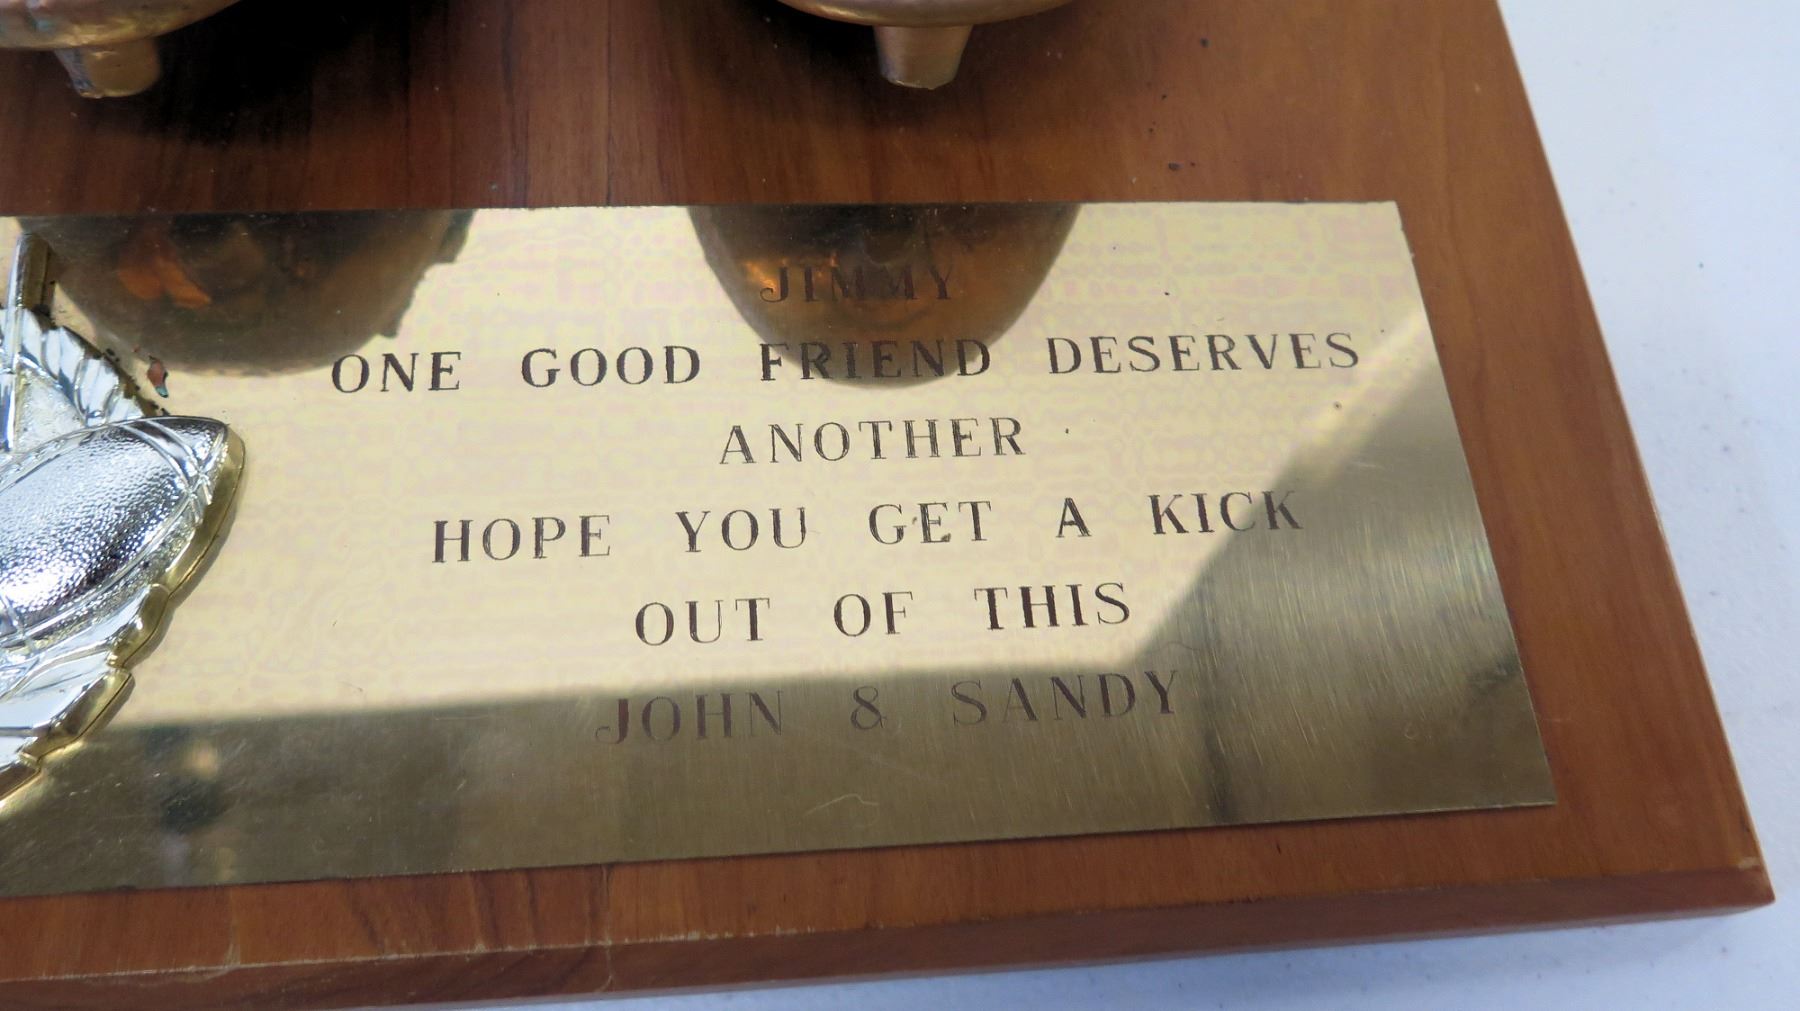 JIMMY
ONE GOOD FRIEND DESERVES
ANOTHER
HOPE YOU GET A KICK
OUT OF THIS
JOHN & SANDY